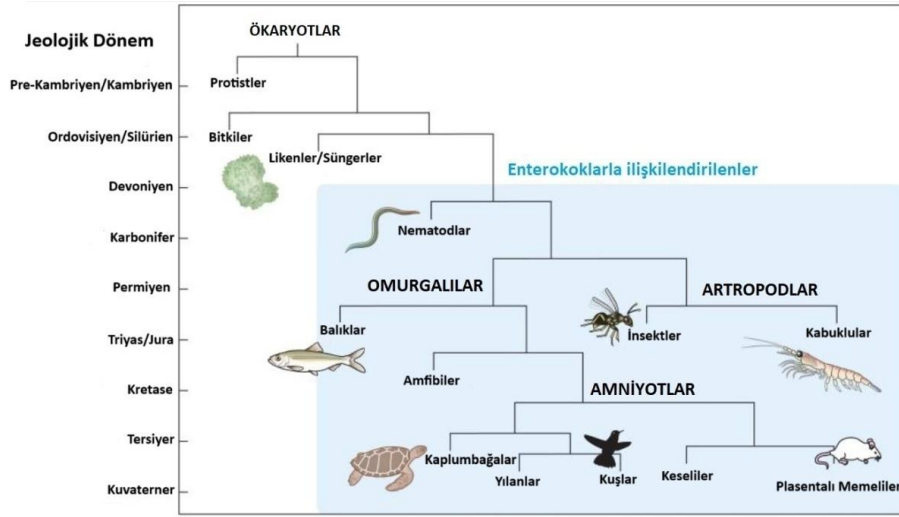 ÖKARYOTLAR
Jeolojik Dönem
Pre-Kambriyen/Kambriyen
Protistler
Ordovisiyen/Silürien
Bitkiler
Likenler/Süngerler
Enterokoklarla ilişkilendirilenler
Devoniyen
Nematodlar
Karbonifer
Permiyen
OMURGALILAR
ARTROPODLAR
Balıklar
İnsektler
Kabuklular
Triyas/Jura
Amfibiler
Kretase
AMNİYOTLAR
Tersiyer
Kaplumbağalar
Yılanlar
Kuşlar
Keseliler
Plasentalı Memeliler
Kuvaterner